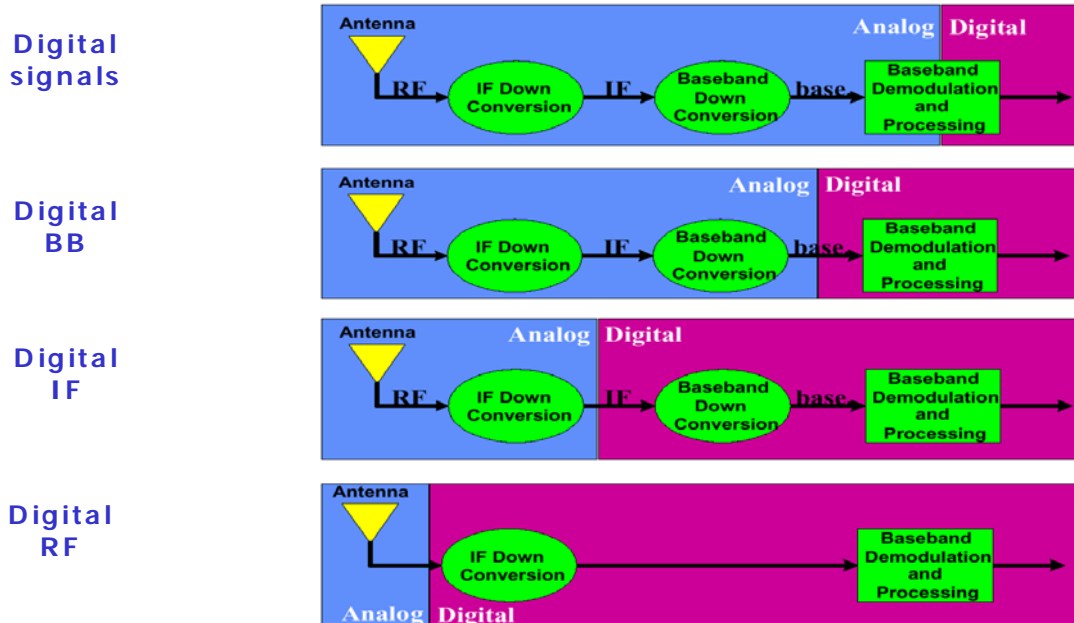 Digital
signals
Antenna
Analog Digital
RF
IF Down
Conversion
IF
Baseband
Down
Conversion
base
Baseband
Demodulation
and
Processing
Digital
BB
Antenna
Analog Digital
RF
IF Down
Conversion
IF
Baseband
Down
Conversion
base
Baseband
Demodulation
and
Processing
Digital
IF
Antenna
Analog Digital
RF
IF Down
Conversion
IF
Baseband
Down
Conversion
base
Baseband
Demodulation
and
Processing
Digital
RF
Antenna
IF Down
Conversion
Baseband
Demodulation
and
Processing
Analog Digital